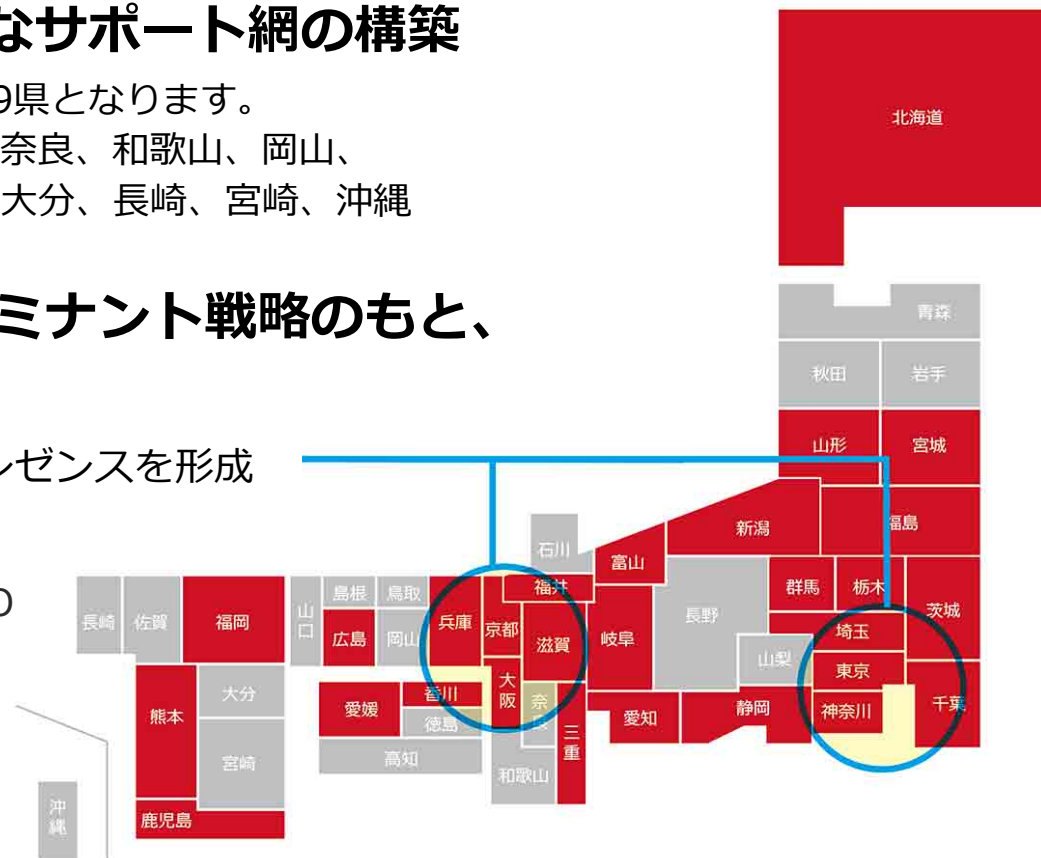 なサポート網の構築
9県となります。
奈良、和歌山、岡山、
大分、長崎、宮崎、沖縄
ミナント戦略のもと、
レゼンスを形成
北海道
青森
秋田
岩手
山形
宮城
新潟
福島
石川
富山
福井
群馬
栃木
茨城
長野
埼玉
山梨
東京
千葉
神奈川
長崎
佐賀
福岡
山口
島根
鳥取
広島
岡山
兵庫
京都
滋賀
岐阜
大阪
奈良
三重
愛知
静岡
熊本
大分
宮崎
愛媛
香川
徳島
高知
和歌山
沖縄
鹿児島